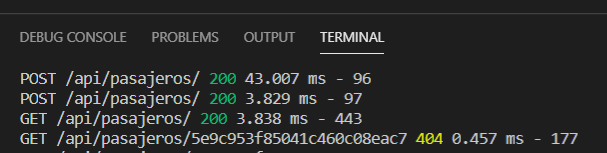 DEBUG CONSOLE PROBLEMS OUTPUT TERMINAL
POST /api/pasajeros/ 200 43.007 ms - 96
POST /api/pasajeros/ 200 3.829 ms - 97
GET /api/pasajeros/ 200 3.838 ms - 443
GET /api/pasajeros/5e9c953f85041c460c08eac7 404 0.457 ms - 177